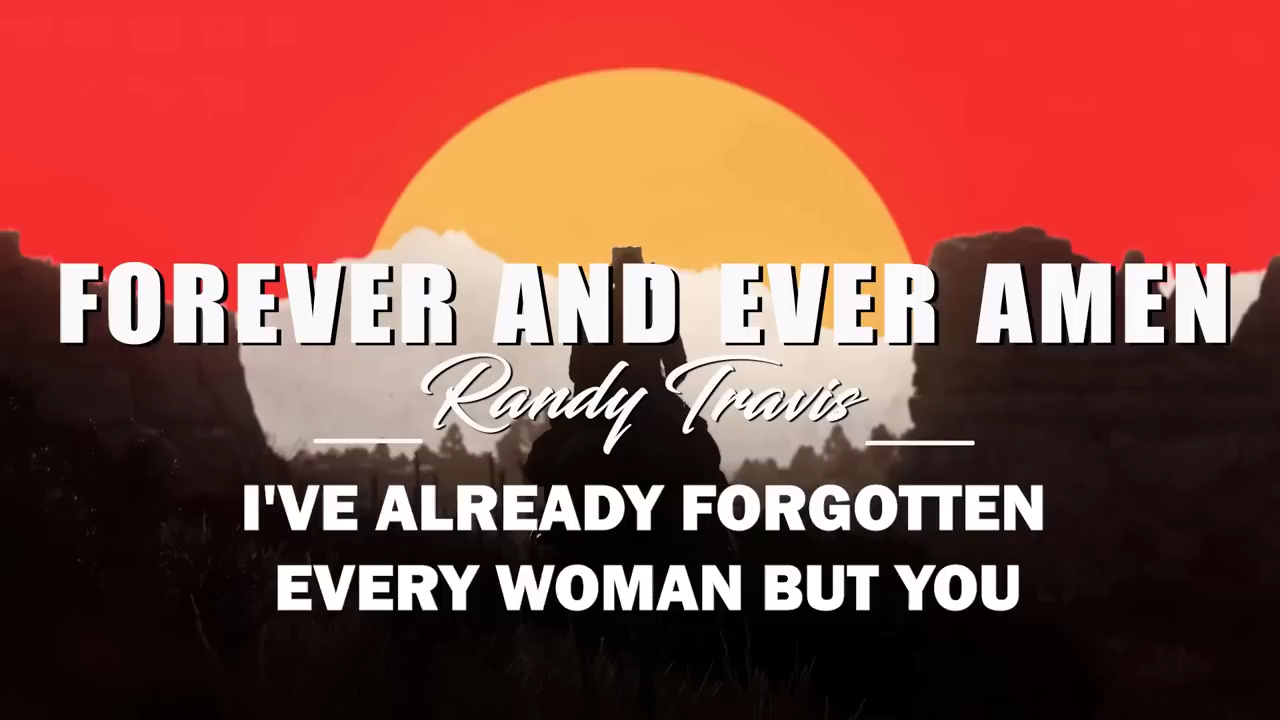 FOREVER AND EVER AMEN
Randy Travis
I'VE ALREADY FORGOTTEN
EVERY WOMAN BUT YOU